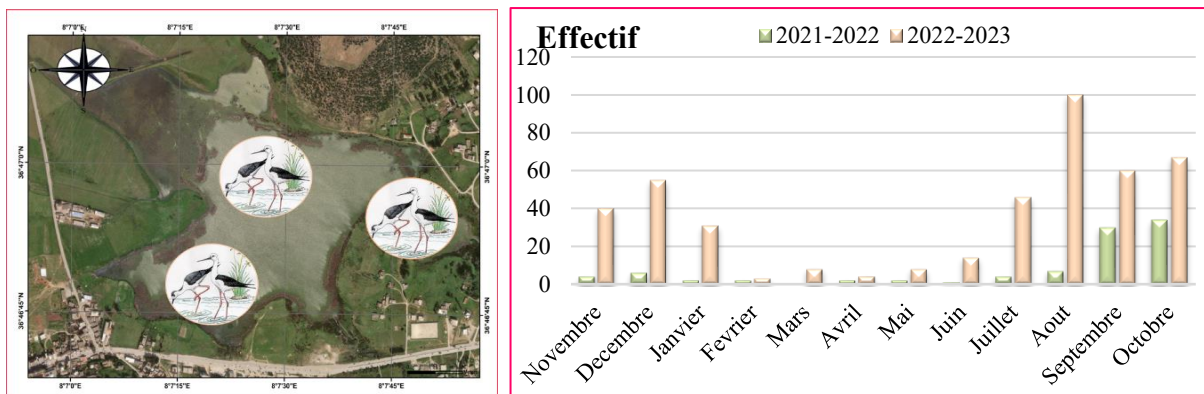 8°7'0"E 8°7'15"E 8°7'30"E 8°7'45"E
36°47'0"N 36°47'0"N
36°46'45"N 36°46'45"N
8°7'0"E 8°7'15"E 8°7'30"E 8°7'45"E
Effectif 2021-2022 2022-2023
120
100
80
60
40
20
0
Novembre Decembre Janvier Fevrier Mars Avril Mai Juin Juillet Aout Septembre Octobre